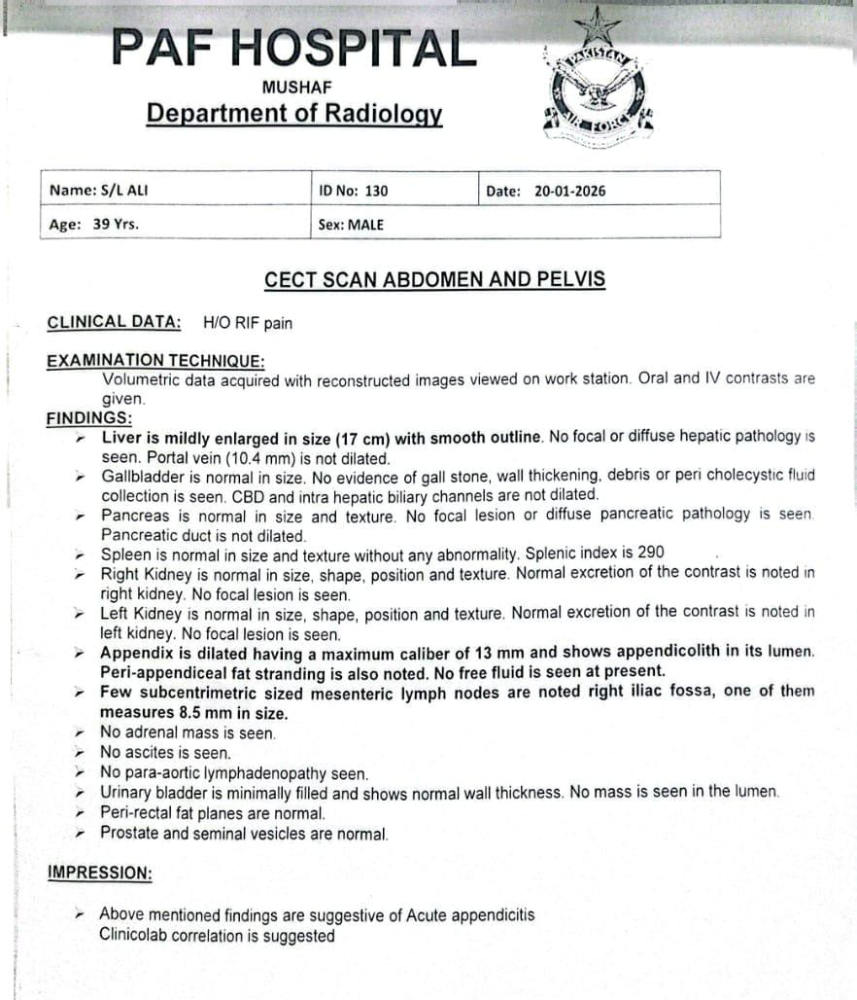 PAF HOSPITAL
MUSHAF
Department of Radiology
PAKISTAN
AIR FORCE
Name: S/L ALI
ID No: 130
Date: 20-01-2026
Age: 39 Yrs.
Sex: MALE
CECT SCAN ABDOMEN AND PELVIS
CLINICAL DATA: H/O RIF pain
EXAMINATION TECHNIQUE:
Volumetric data acquired with reconstructed images viewed on work station. Oral and IV contrasts are
given.
FINDINGS:
➢ Liver is mildly enlarged in size (17 cm) with smooth outline. No focal or diffuse hepatic pathology is
seen. Portal vein (10.4 mm) is not dilated.
➢ Gallbladder is normal in size. No evidence of gall stone, wall thickening, debris or peri cholecystic fluid
collection is seen. CBD and intra hepatic biliary channels are not dilated.
➢ Pancreas is normal in size and texture. No focal lesion or diffuse pancreatic pathology is seen.
Pancreatic duct is not dilated.
➢ Spleen is normal in size and texture without any abnormality. Splenic index is 290
➢ Right Kidney is normal in size, shape, position and texture. Normal excretion of the contrast is noted in
right kidney. No focal lesion is seen.
➢ Left Kidney is normal in size, shape, position and texture. Normal excretion of the contrast is noted in
left kidney. No focal lesion is seen.
➢ Appendix is dilated having a maximum caliber of 13 mm and shows appendicolith in its lumen.
Peri-appendiceal fat stranding is also noted. No free fluid is seen at present.
➢ Few subcentrimetric sized mesenteric lymph nodes are noted right iliac fossa, one of them
measures 8.5 mm in size.
➢ No adrenal mass is seen.
➢ No ascites is seen.
➢ No para-aortic lymphadenopathy seen.
➢ Urinary bladder is minimally filled and shows normal wall thickness. No mass is seen in the lumen.
➢ Peri-rectal fat planes are normal.
➢ Prostate and seminal vesicles are normal.
IMPRESSION:
➢ Above mentioned findings are suggestive of Acute appendicitis
Clinicolab correlation is suggested